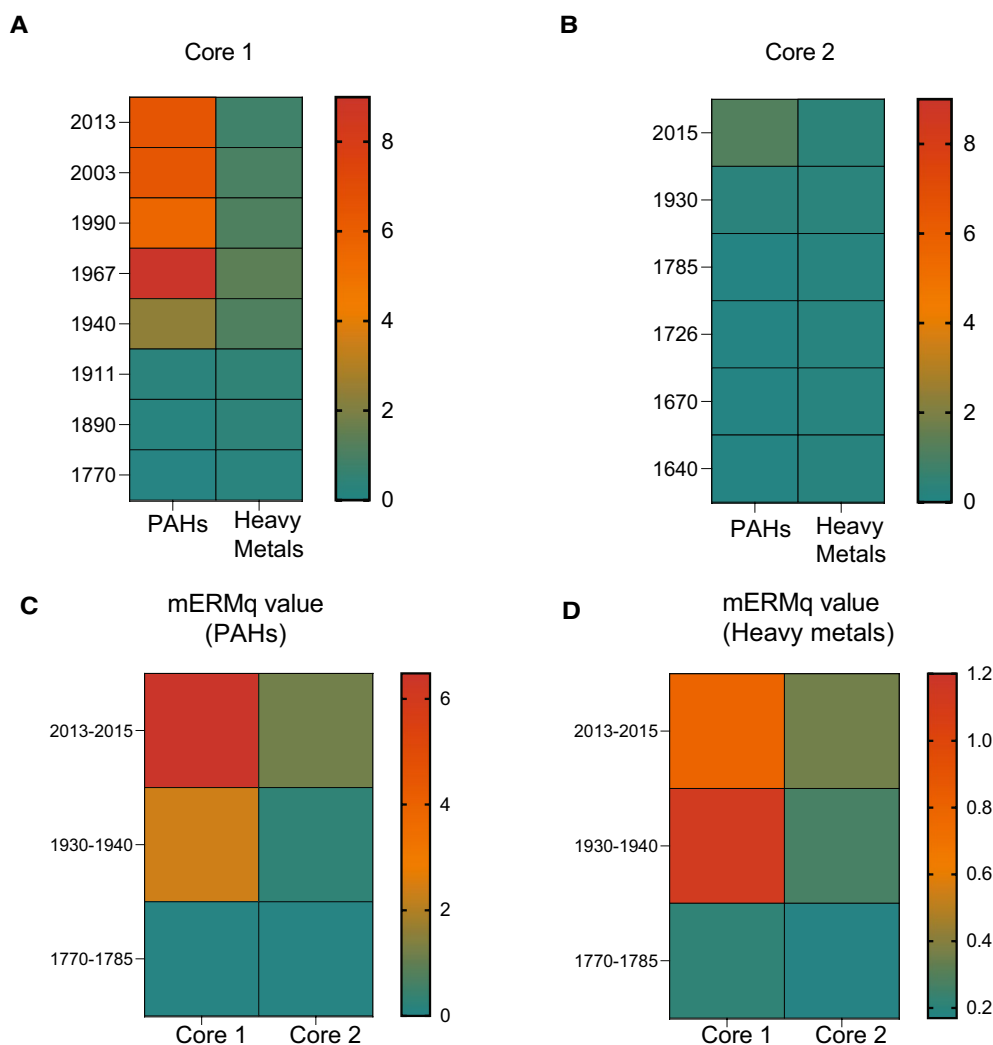 A
Core 1
2013
2003
1990
1967
1940
1911
1890
1770
PAHs
Heavy
Metals
8
6
4
2
0
B
Core 2
2015
1930
1785
1726
1670
1640
PAHs
Heavy
Metals
8
6
4
2
0
C
mERMq value
(PAHs)
2013-2015
1930-1940
1770-1785
Core 1
Core 2
6
4
2
0
D
mERMq value
(Heavy metals)
2013-2015
1930-1940
1770-1785
Core 1
Core 2
1.2
1.0
0.8
0.6
0.4
0.2